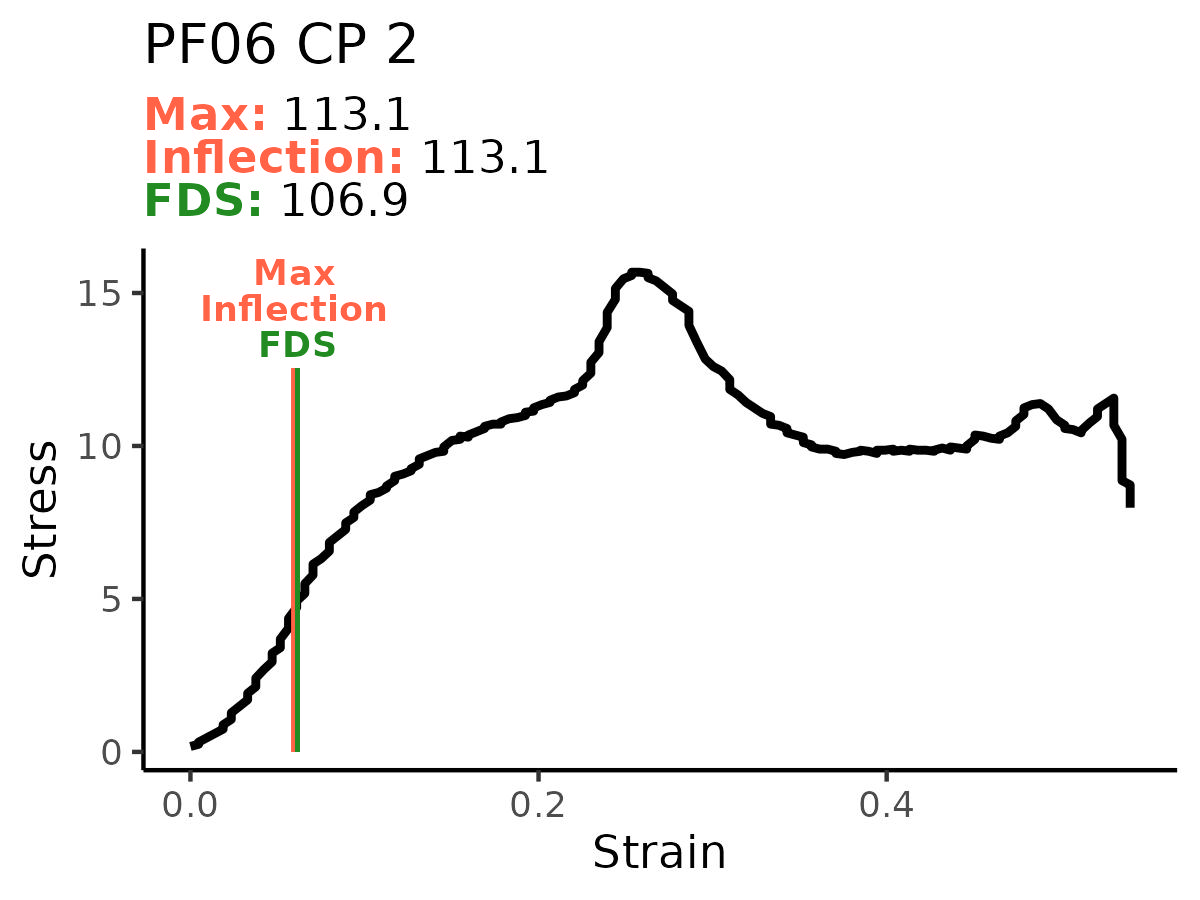 PF06 CP 2
Max: 113.1
Inflection: 113.1
FDS: 106.9
Max
Inflection
FDS
15
10
5
0
Stress
0.0
0.2
0.4
Strain